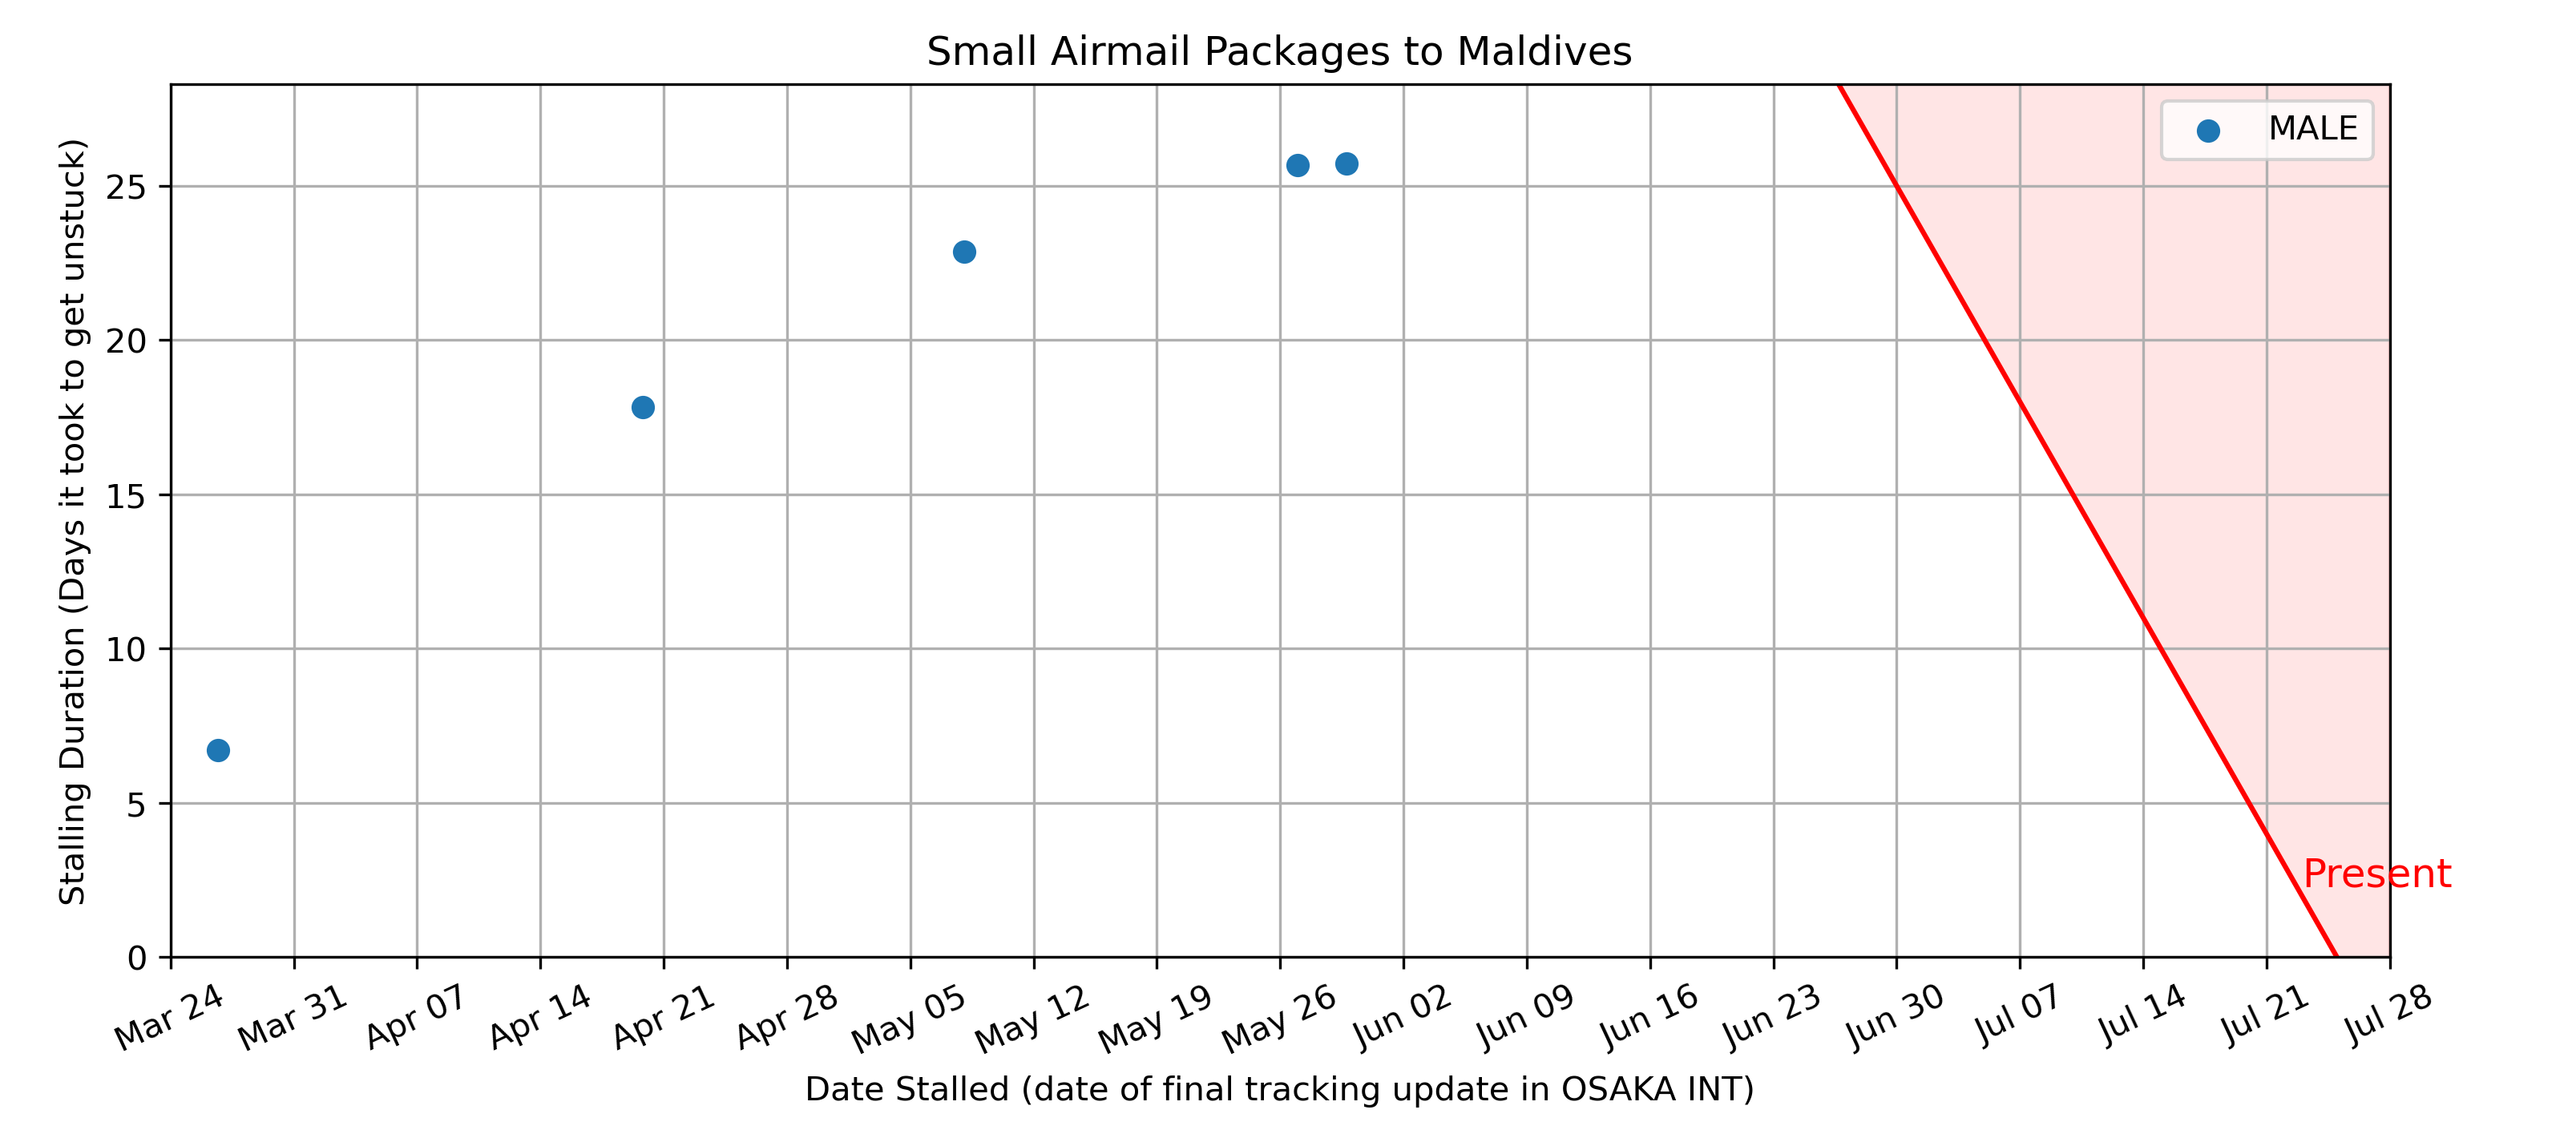 Small Airmail Packages to Maldives
MALE
Stalling Duration (Days it took to get unstuck)
25
20
15
10
5
0
Present
Mar 24
Mar 31
Apr 07
Apr 14
Apr 21
Apr 28
May 05
May 12
May 19
May 26
Jun 02
Jun 09
Jun 16
Jun 23
Jun 30
Jul 07
Jul 14
Jul 21
Jul 28
Date Stalled (date of final tracking update in OSAKA INT)